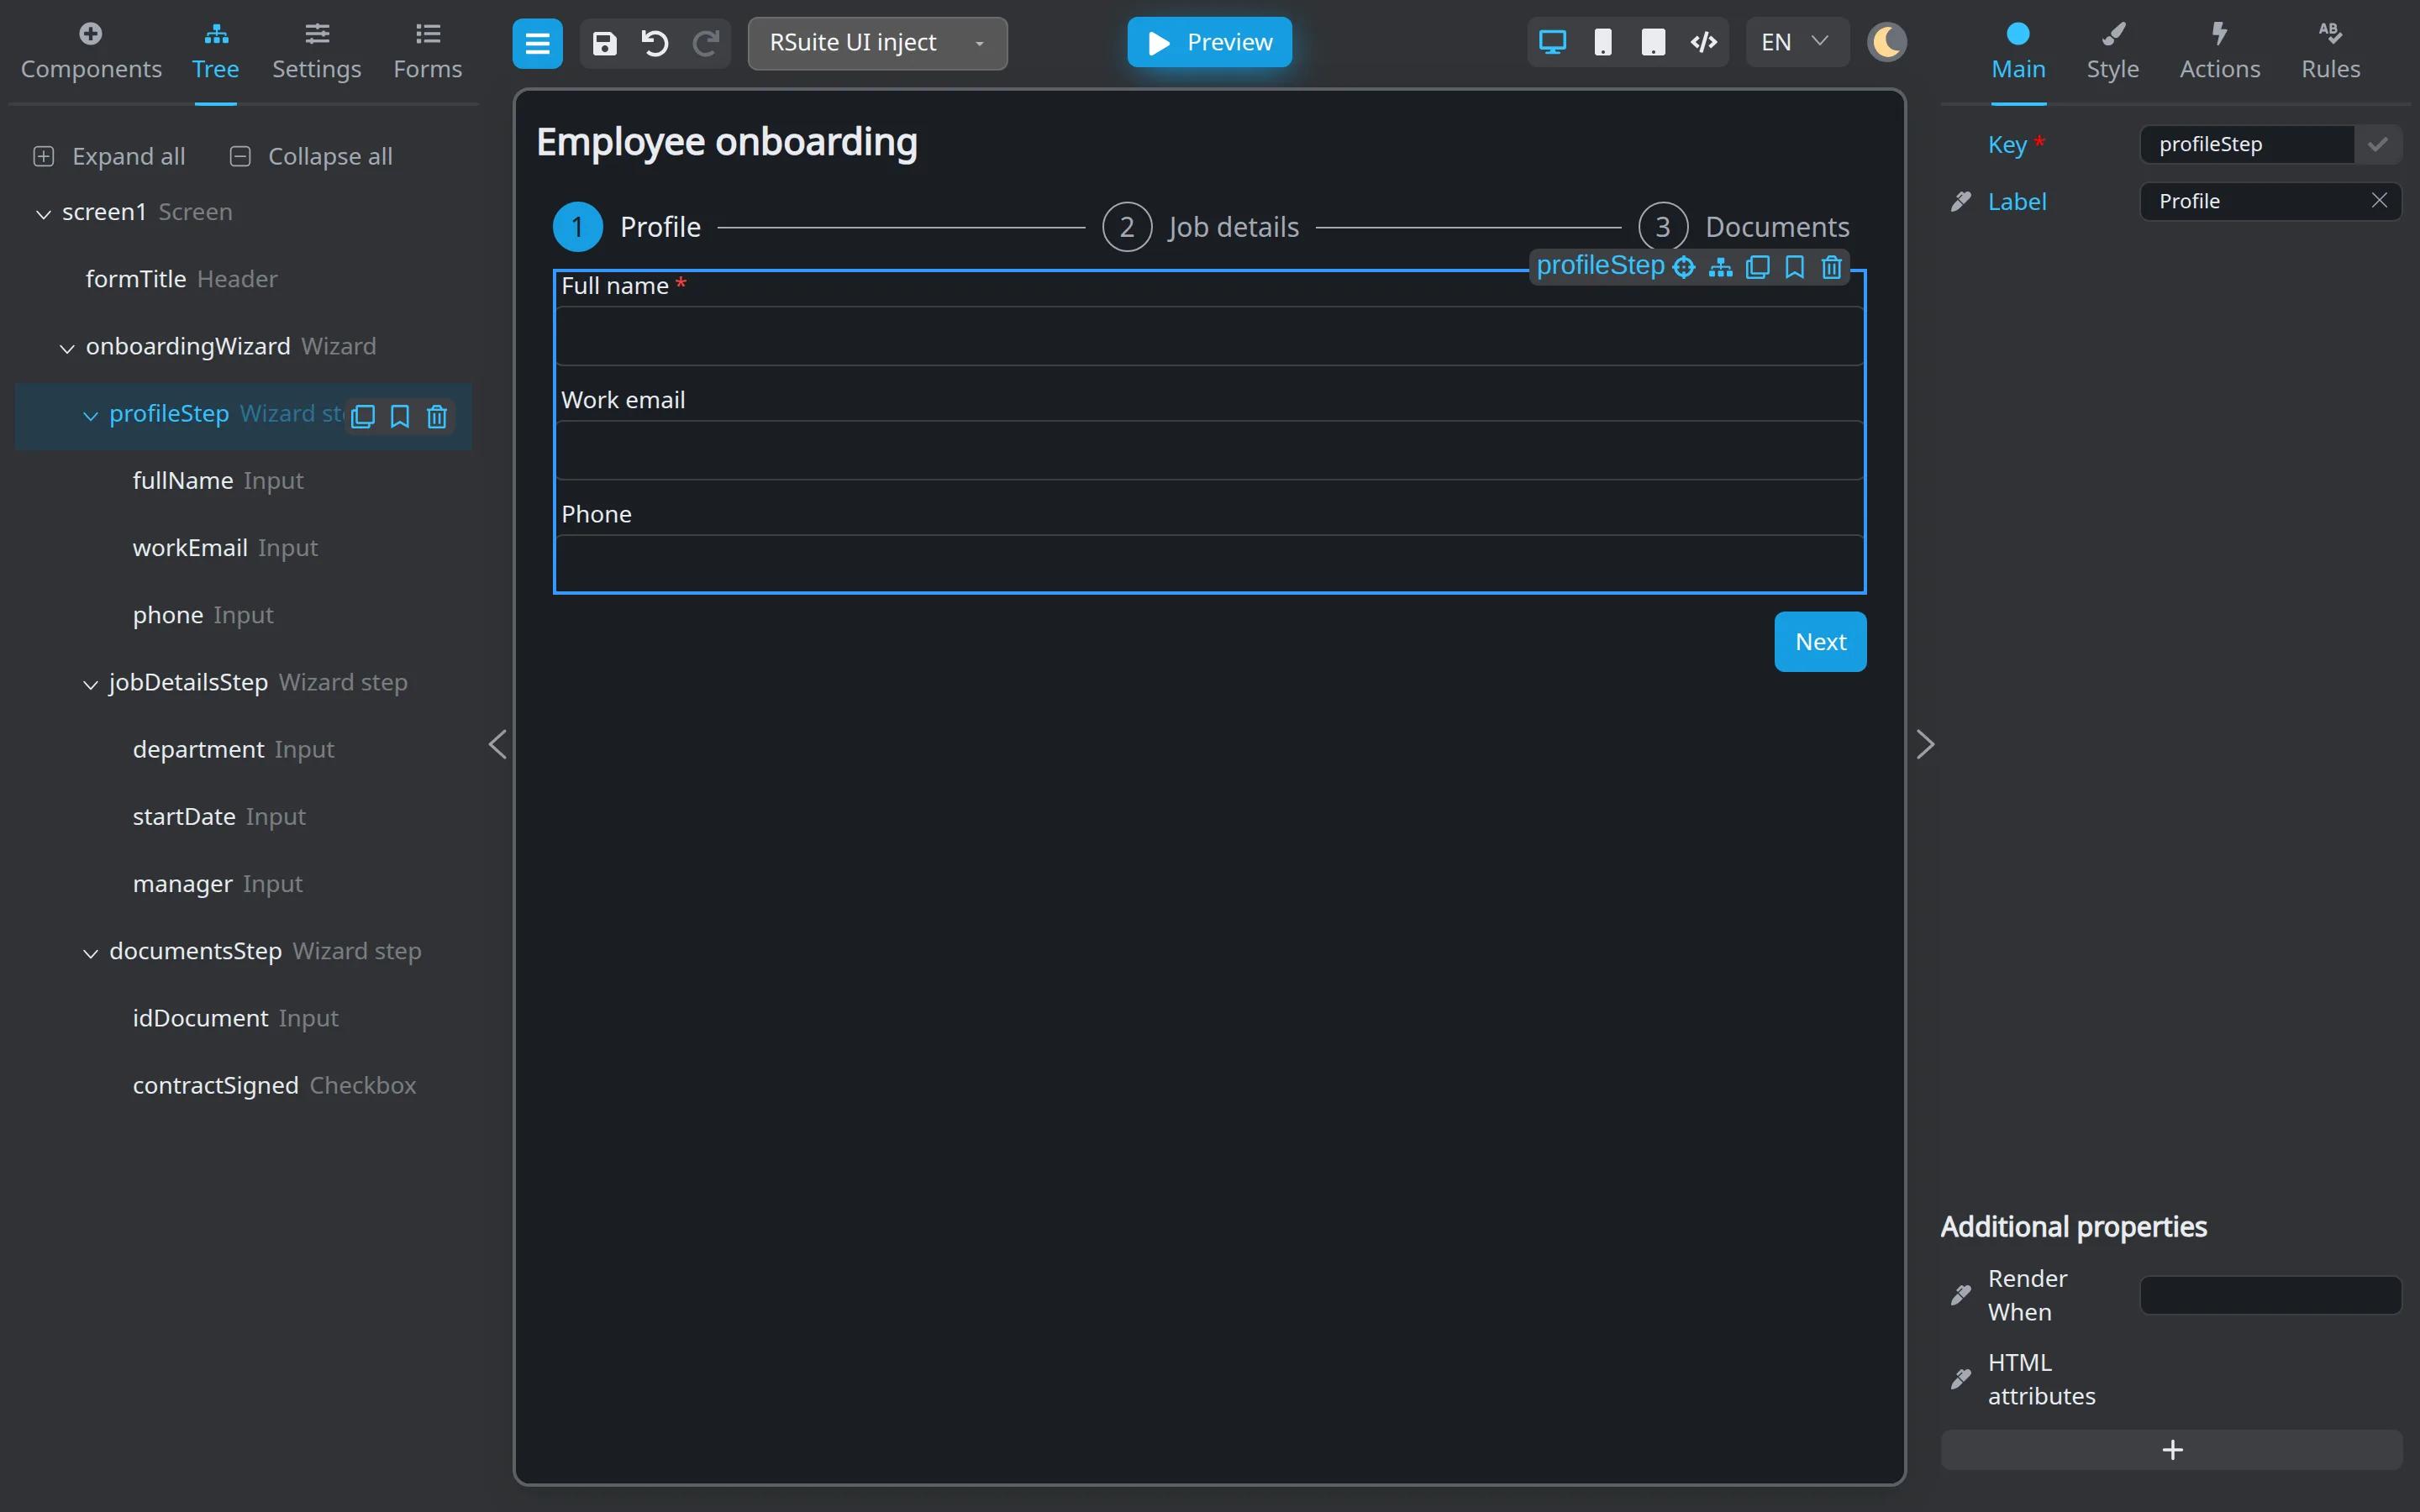 Components Tree Settings Forms
RSuite UI inject
Preview
EN
Main Style Actions Rules
Expand all Collapse all
screen1 Screen
formTitle Header
onboardingWizard Wizard
profileStep Wizard st
fullName Input
workEmail Input
phone Input
jobDetailsStep Wizard step
department Input
startDate Input
manager Input
documentsStep Wizard step
idDocument Input
contractSigned Checkbox
Employee onboarding
1 Profile 2 Job details 3 Documents
profileStep
Full name *
Work email
Phone
Next
Key * profileStep
Label Profile
Additional properties
Render
When
HTML
attributes